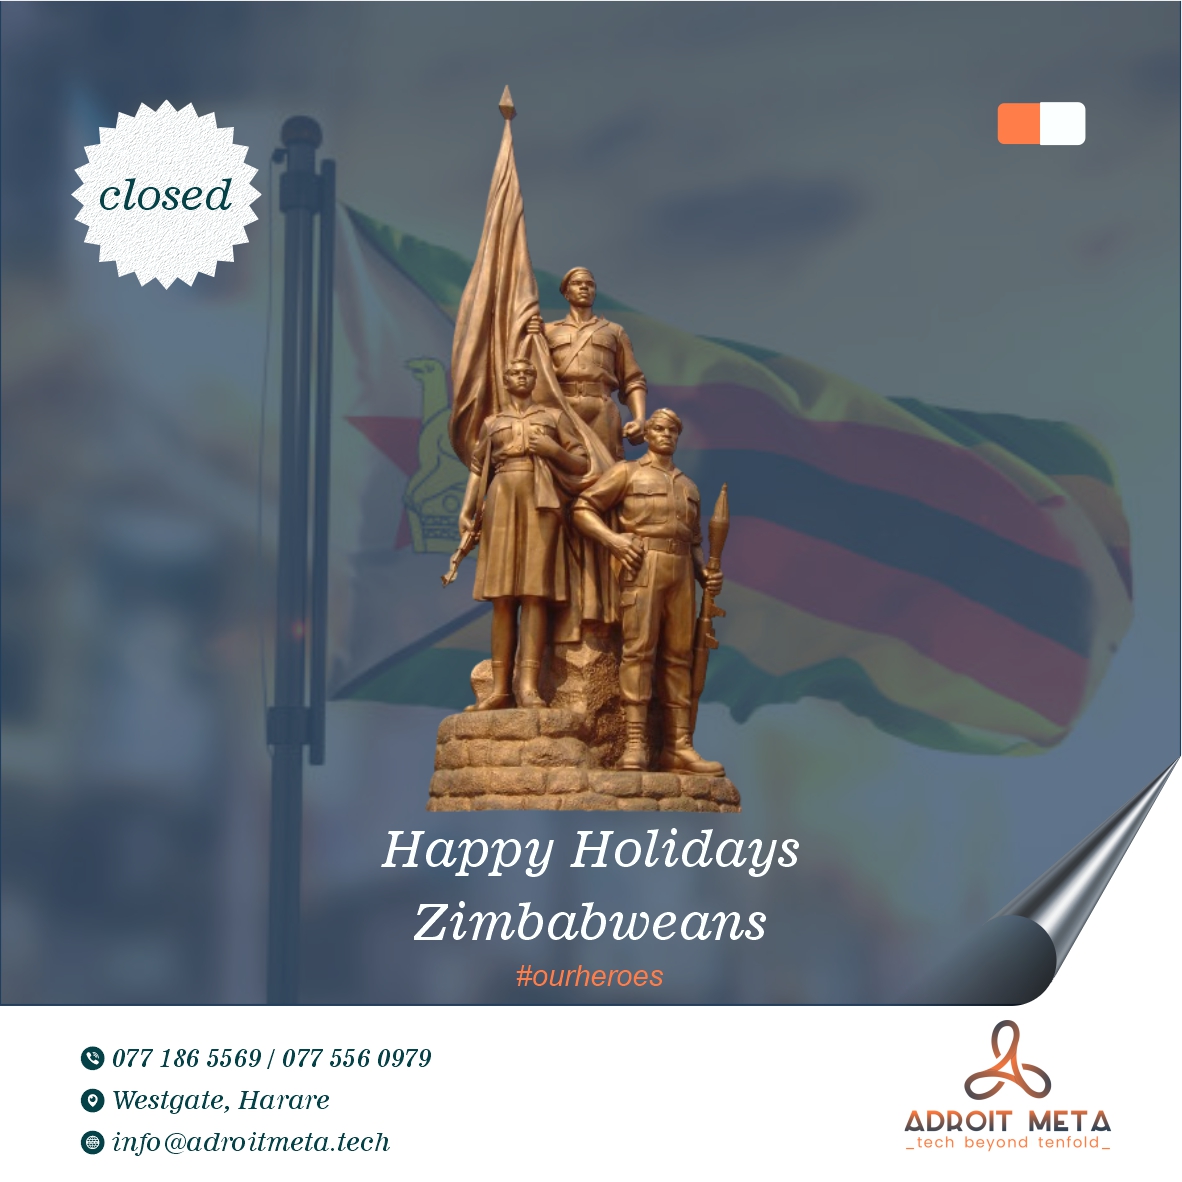 closed
Happy Holidays
Zimbabweans
#ourheroes
077 186 5569 / 077 556 0979
Westgate, Harare
info@adroitmeta.tech
ADROIT META
_tech beyond tenfold_